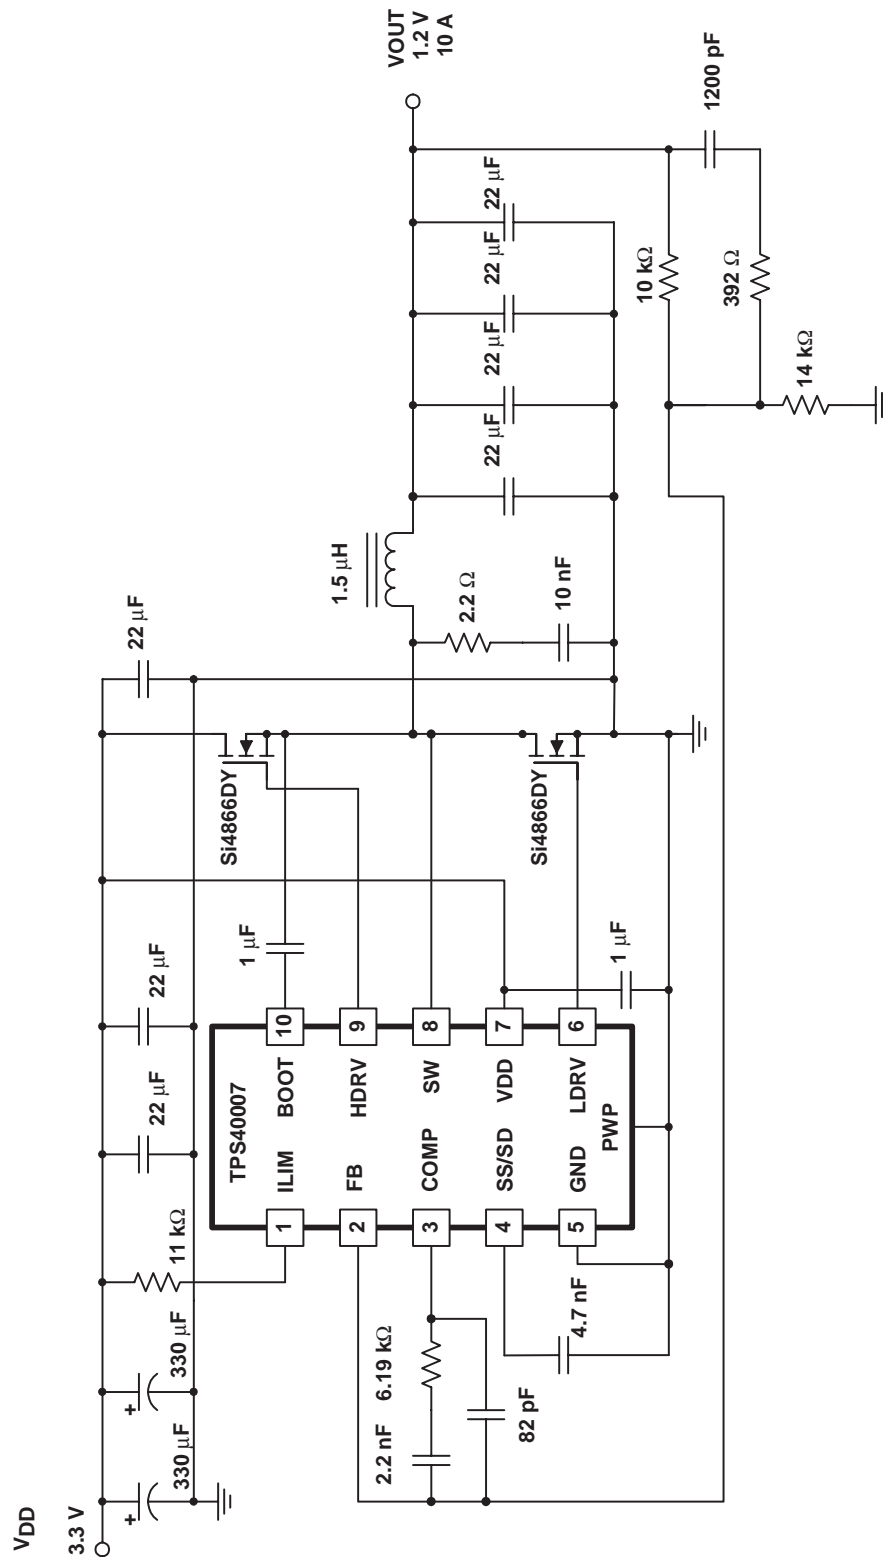 VDD
3.3 V
330 μF
330 μF
11 kΩ
22 μF
22 μF
22 μF
TPS40007
1
ILIM
BOOT
10
2
FB
HDRV
9
3
COMP
SW
8
4
SS/SD
VDD
7
5
GND
LDRV
6
PWP
2.2 nF
6.19 kΩ
82 pF
4.7 nF
1 μF
1 μF
Si4866DY
Si4866DY
1.5 μH
2.2 Ω
10 nF
22 μF
22 μF
22 μF
22 μF
VOUT
1.2 V
10 A
10 kΩ
1200 pF
392 Ω
14 kΩ